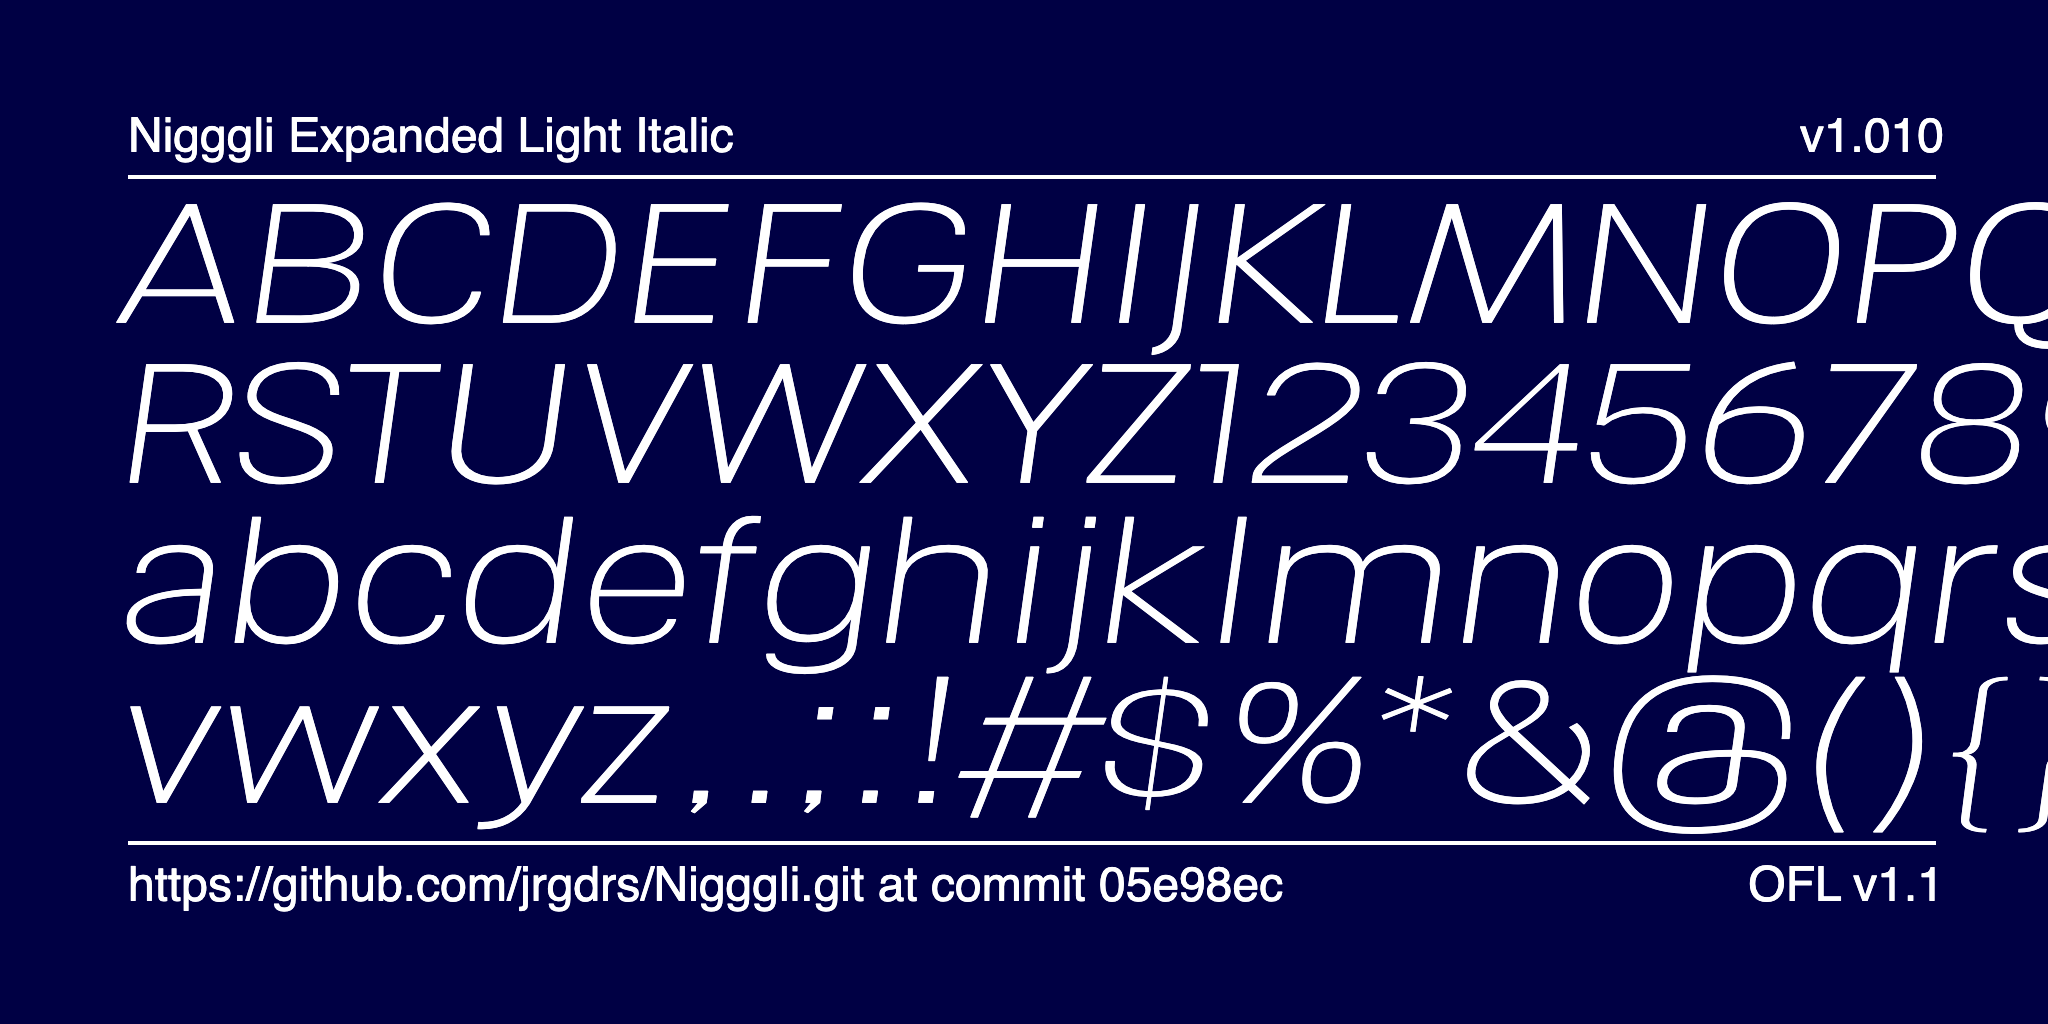 Nigggli Expanded Light Italic
v1.010
ABCDEFGHIJKLMNOPQ
RSTUVWXYZ12345678
abcdefghijklmnopqrs
vwxyz,.;:!#$%*&@(){
https://github.com/jrgdrs/Nigggli.git at commit 05e98ec
OFL v1.1